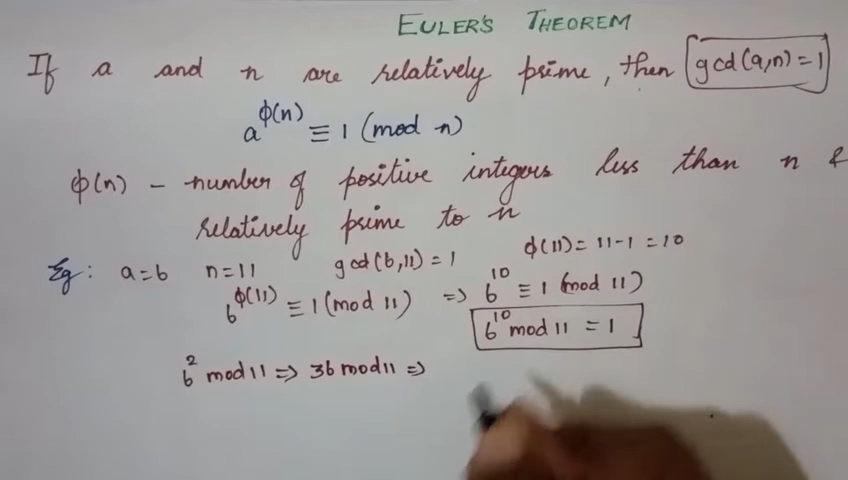 EULER'S THEOREM
If a and n are relatively prime, then gcd(a,n)=1
a^ϕ(n) ≡ 1 (mod n)
ϕ(n) – number of positive integers less than n &
relatively prime to n
Eg: a=6 n=11 gcd(6,11)=1 ϕ(11)=11-1=10
6^ϕ(11) ≡ 1 (mod 11) => 6^10 ≡ 1 (mod 11)
6^10 mod 11 = 1
6^2 mod 11 => 36 mod 11 =>